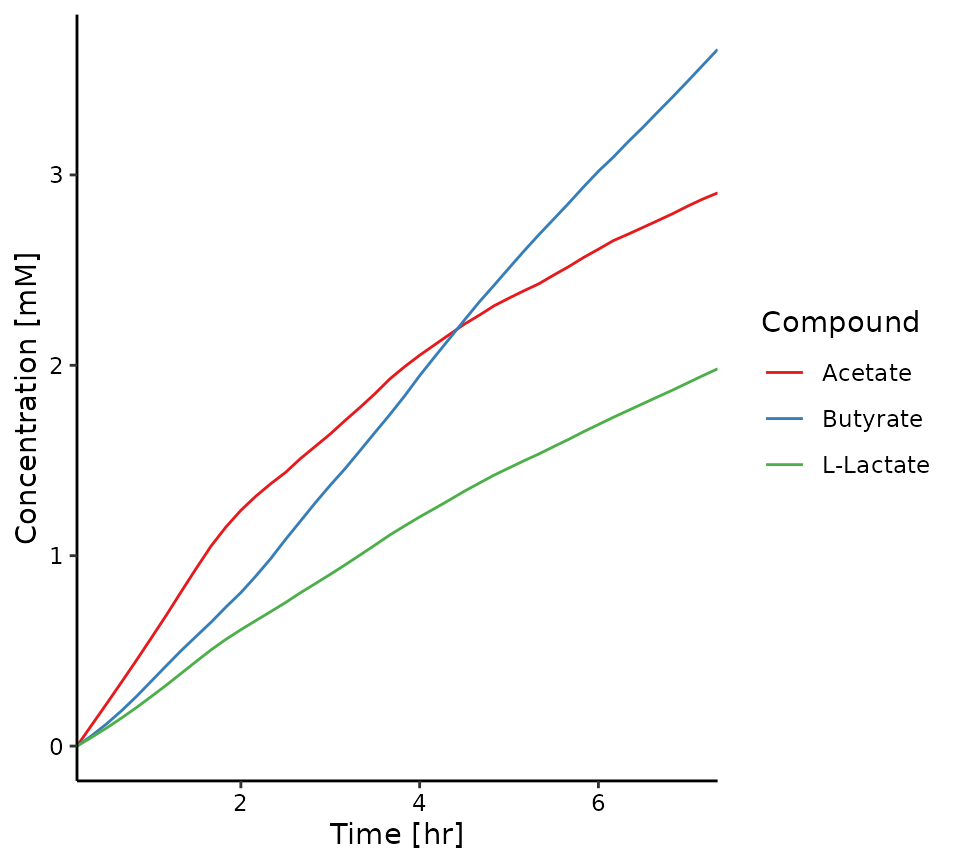 Concentration [mM]
3
2
1
0
2
4
6
Time [hr]
Compound
Acetate
Butyrate
L-Lactate